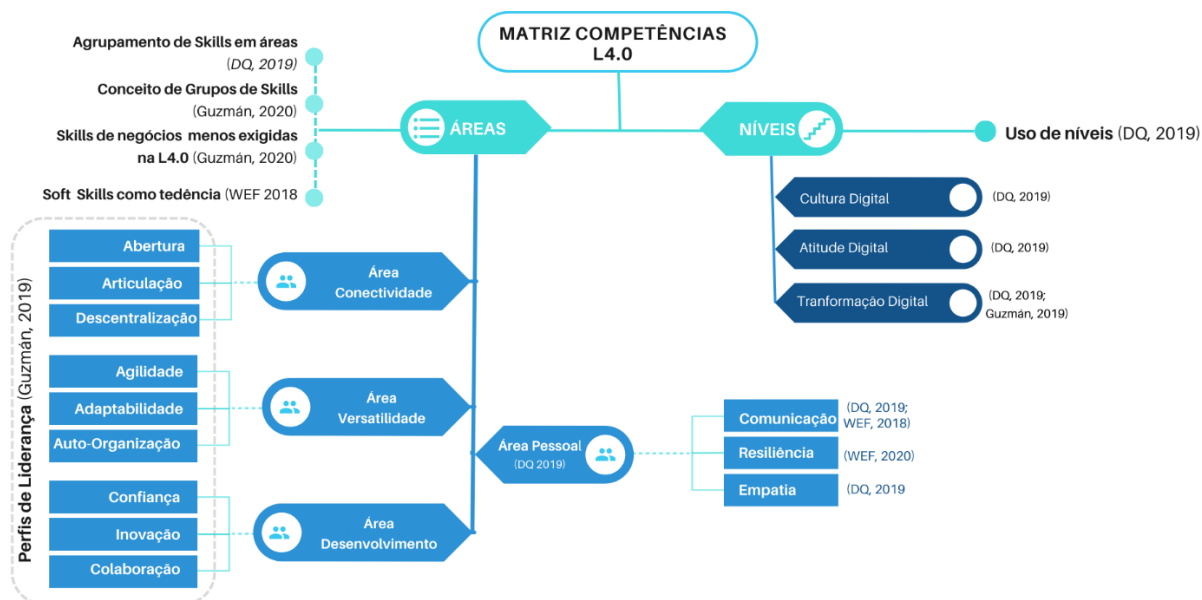 MATRIZ COMPETÊNCIAS
L4.0
Agrupamento de Skills em áreas
(DQ, 2019)
Conceito de Grupos de Skills
(Guzmán, 2020)
Skills de negócios menos exigidas
na L4.0 (Guzmán, 2020)
Soft Skills como tedência (WEF 2018
ÁREAS
NÍVEIS
Uso de níveis (DQ, 2019)
Cultura Digital
(DQ, 2019)
Atitude Digital
(DQ, 2019)
Tranformação Digital
(DQ, 2019;
Guzmán, 2019)
Perfis de Liderança (Guzmán, 2019)
Abertura
Articulação
Descentralização
Área
Conectividade
Agilidade
Adaptabilidade
Auto-Organização
Área
Versatilidade
Confiança
Inovação
Colaboração
Área
Desenvolvimento
Área Pessoal
(DQ 2019)
Comunicação
(DQ, 2019;
WEF, 2018)
Resiliência
(WEF, 2020)
Empatia
(DQ, 2019